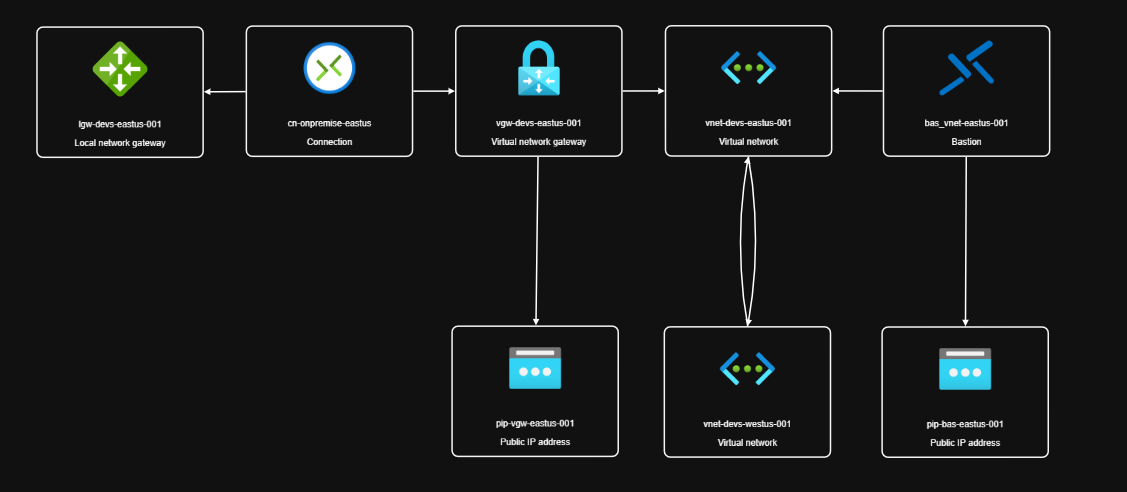 lgw-devs-eastus-001
Local network gateway
cn-onpremise-eastus
Connection
vgw-devs-eastus-001
Virtual network gateway
vnet-devs-eastus-001
Virtual network
bas_vnet-eastus-001
Bastion
pip-vgw-eastus-001
Public IP address
vnet-devs-westus-001
Virtual network
pip-bas-eastus-001
Public IP address